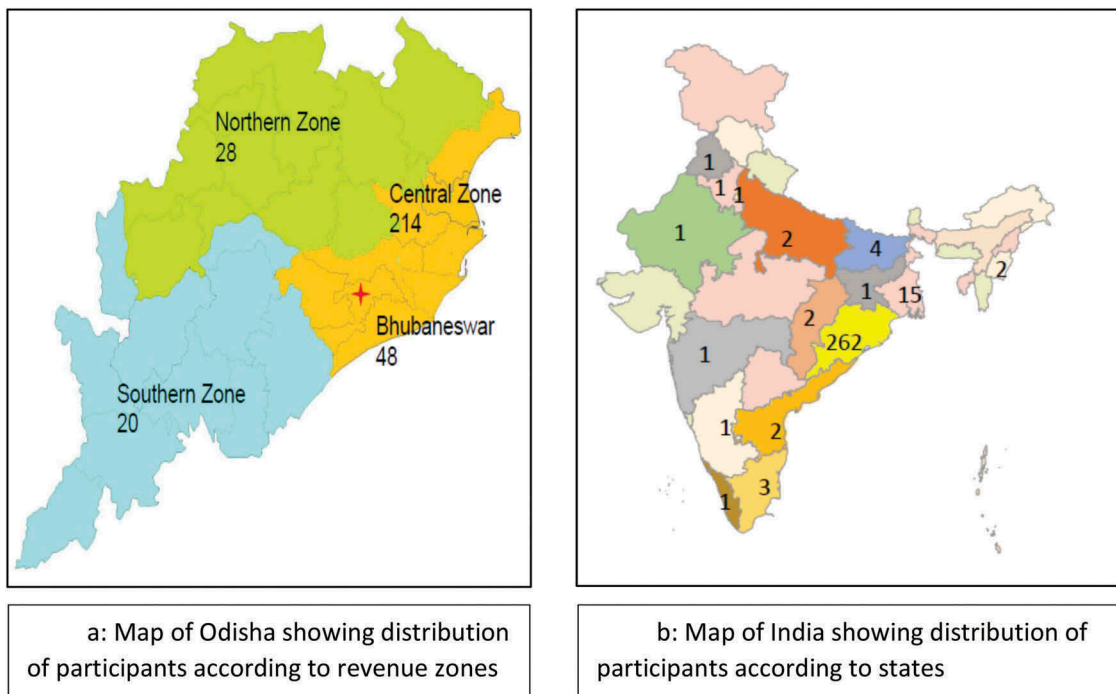 Northern Zone
28
Central Zone
214
Bhubaneswar
48
Southern Zone
20
a: Map of Odisha showing distribution
of participants according to revenue zones
1
1
1
1
2
4
2
1
15
2
262
1
1
2
1
3
b: Map of India showing distribution of
participants according to states